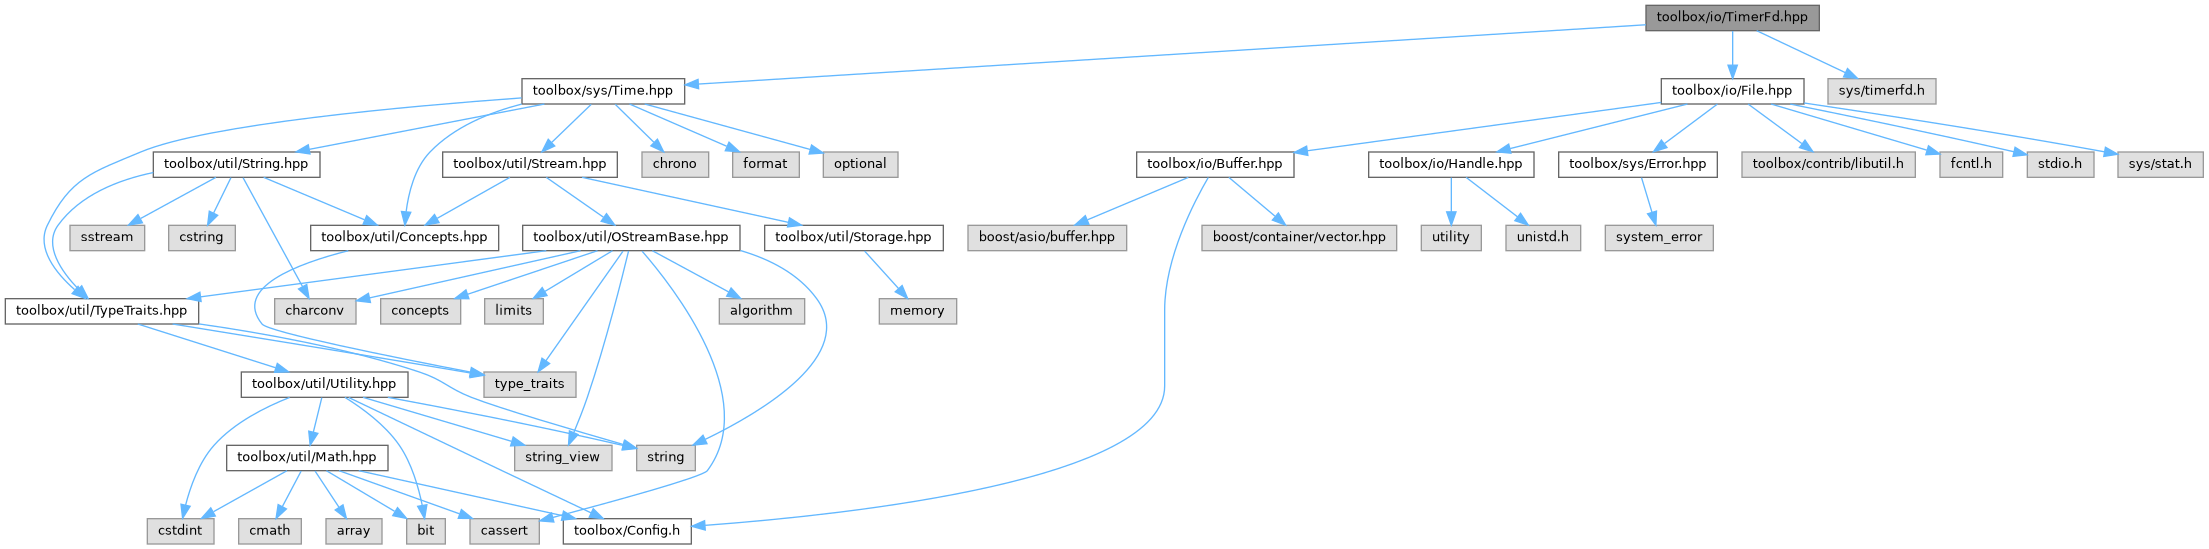 toolbox/io/TimerFd.hpp
toolbox/sys/Time.hpp
toolbox/io/File.hpp
sys/timerfd.h
toolbox/util/String.hpp
toolbox/util/Stream.hpp
chrono
format
optional
toolbox/io/Buffer.hpp
toolbox/io/Handle.hpp
toolbox/sys/Error.hpp
toolbox/contrib/libutil.h
fcntl.h
stdio.h
sys/stat.h
sstream
cstring
toolbox/util/Concepts.hpp
toolbox/util/OStreamBase.hpp
toolbox/util/Storage.hpp
boost/asio/buffer.hpp
boost/container/vector.hpp
utility
unistd.h
system_error
toolbox/util/TypeTraits.hpp
charconv
concepts
limits
algorithm
memory
toolbox/util/Utility.hpp
type_traits
toolbox/util/Math.hpp
string_view
string
cstdint
cmath
array
bit
cassert
toolbox/Config.h